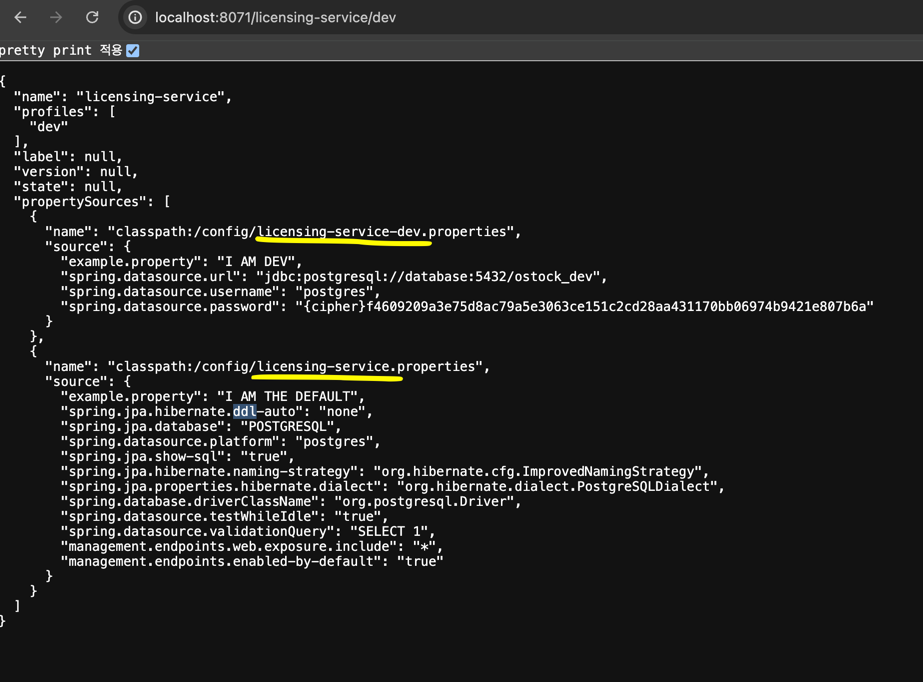 localhost:8071/licensing-service/dev
pretty print 적용
{
"name": "licensing-service",
"profiles": [
"dev"
],
"label": null,
"version": null,
"state": null,
"propertySources": [
{
"name": "classpath:/config/licensing-service-dev.properties",
"source": {
"example.property": "I AM DEV",
"spring.datasource.url": "jdbc:postgresql://database:5432/ostock_dev",
"spring.datasource.username": "postgres",
"spring.datasource.password": "{cipher}f4609209a3e75d8ac79a5e3063ce151c2cd28aa431170bb06974b9421e807b6a"
}
},
{
"name": "classpath:/config/licensing-service.properties",
"source": {
"example.property": "I AM THE DEFAULT",
"spring.jpa.hibernate.ddl-auto": "none",
"spring.jpa.database": "POSTGRESQL",
"spring.datasource.platform": "postgres",
"spring.jpa.show-sql": "true",
"spring.jpa.hibernate.naming-strategy": "org.hibernate.cfg.ImprovedNamingStrategy",
"spring.jpa.properties.hibernate.dialect": "org.hibernate.dialect.PostgreSQLDialect",
"spring.database.driverClassName": "org.postgresql.Driver",
"spring.datasource.testWhileIdle": "true",
"spring.datasource.validationQuery": "SELECT 1",
"management.endpoints.web.exposure.include": "*",
"management.endpoints.enabled-by-default": "true"
}
}
]
}